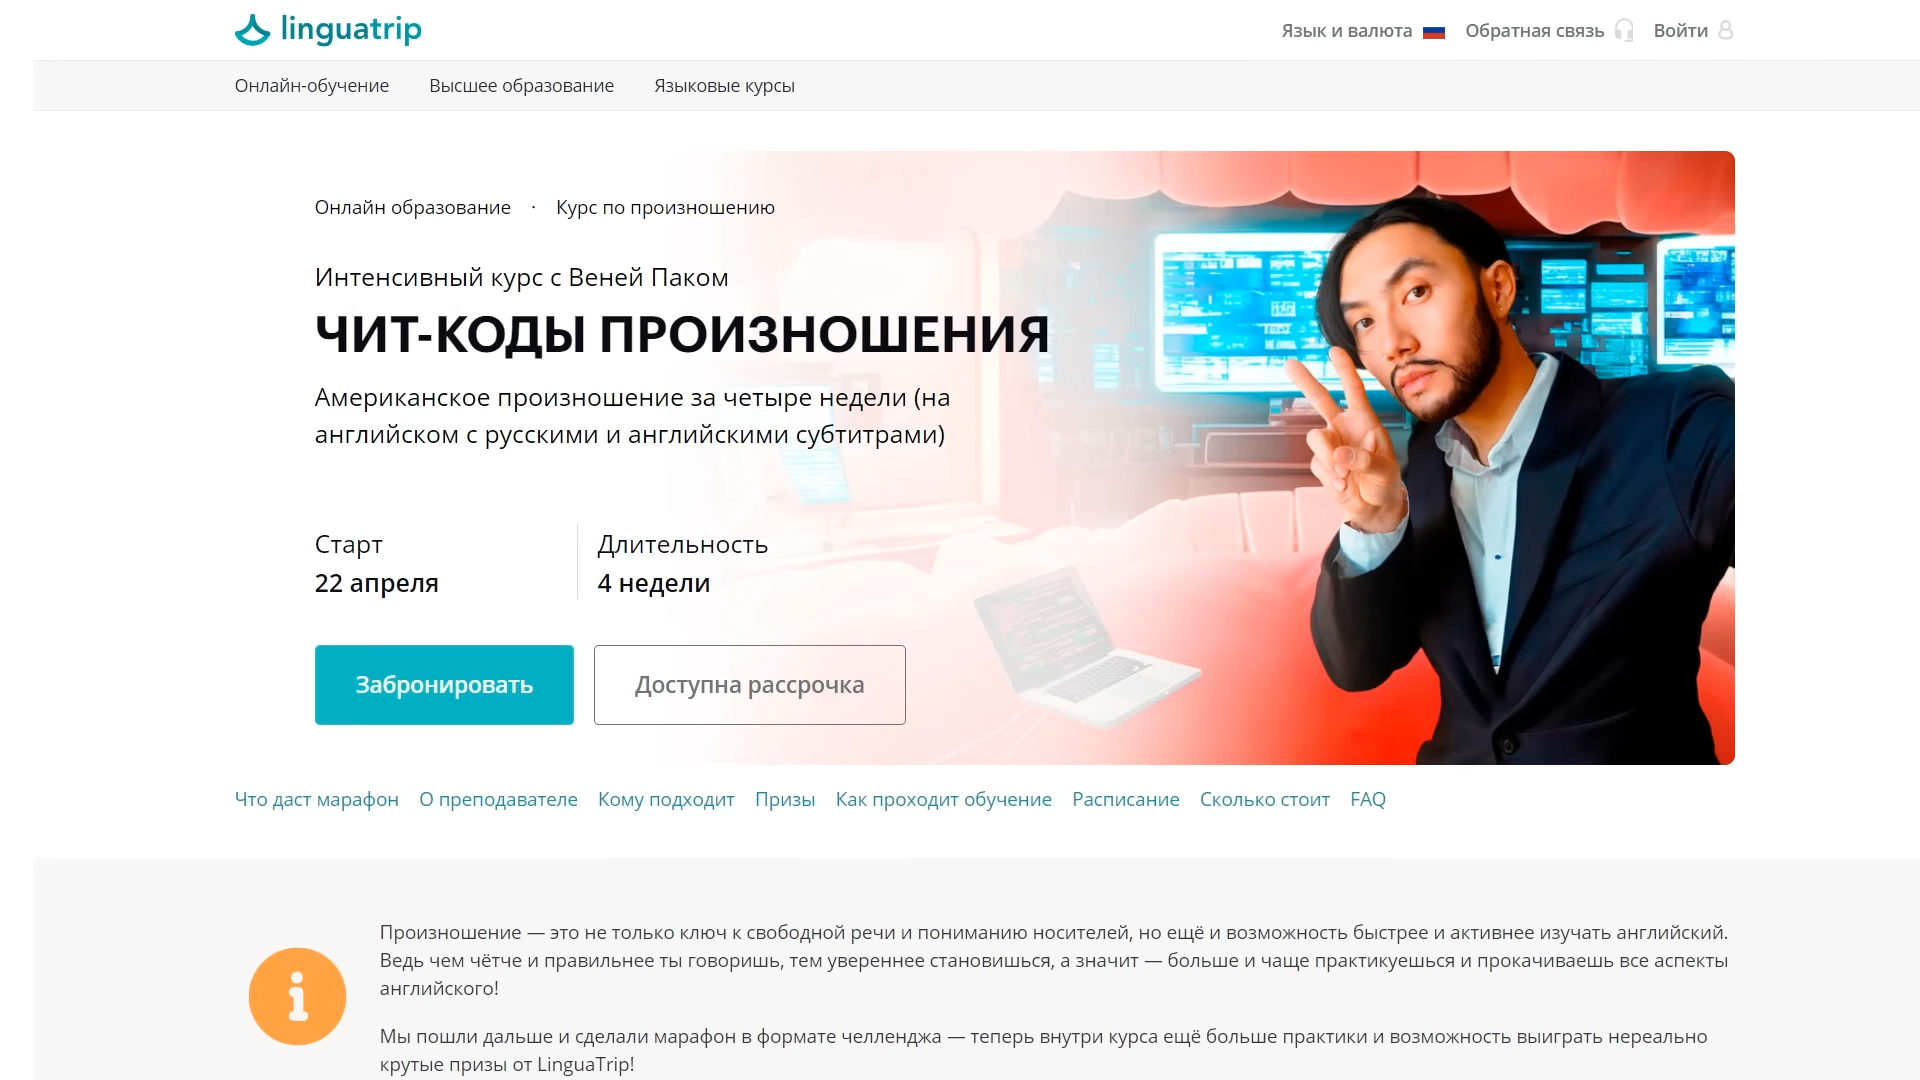 linguatrip
Язык и валюта
Обратная связь
Войти
Онлайн-обучение
Высшее образование
Языковые курсы
Онлайн образование · Курс по произношению
Интенсивный курс с Веней Паком
ЧИТ-КОДЫ ПРОИЗНОШЕНИЯ
Американское произношение за четыре недели (на
английском с русскими и английскими субтитрами)
Старт
22 апреля
Длительность
4 недели
Забронировать
Доступна рассрочка
Что даст марафон
О преподавателе
Кому подходит
Призы
Как проходит обучение
Расписание
Сколько стоит
FAQ
Произношение — это не только ключ к свободной речи и пониманию носителей, но ещё и возможность быстрее и активнее изучать английский.
Ведь чем чётче и правильнее ты говоришь, тем увереннее становишься, а значит — больше и чаще практикуешься и прокачиваешь все аспекты
английского!
Мы пошли дальше и сделали марафон в формате челленджа — теперь внутри курса ещё больше практики и возможность выиграть нереально
крутые призы от LinguaTrip!